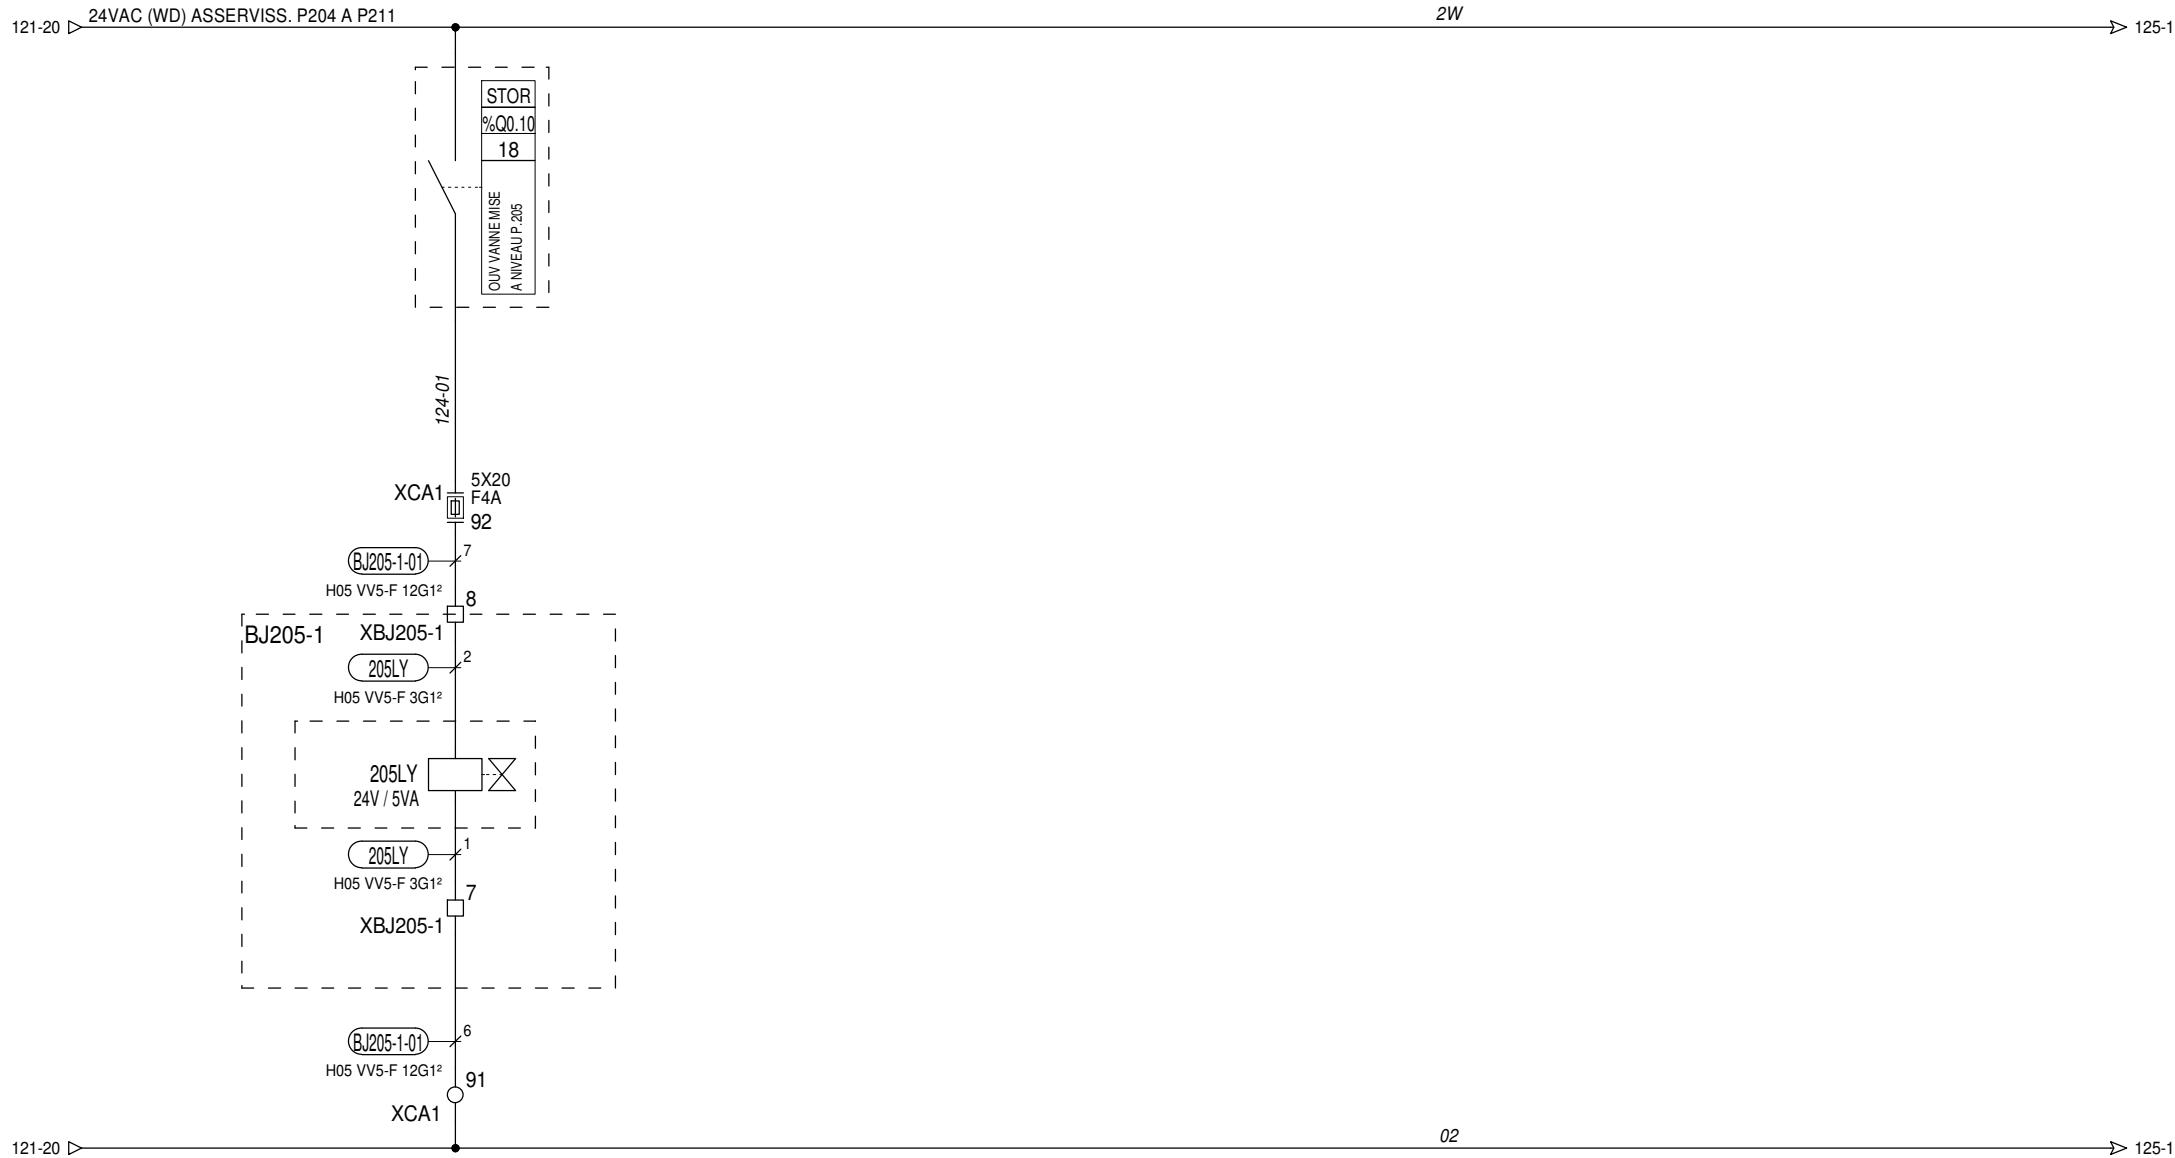 24VAC (WD) ASSERVISS. P204 A P211
2W
121-20
125-1
STOR
%Q0.10
18
OUV VANNE MISE
A NIVEAU P.205
124-01
XCA1
5X20
F4A
92
7
BJ205-1-01
H05 VV5-F 12G1²
8
BJ205-1
XBJ205-1
2
205LY
H05 VV5-F 3G1²
205LY
24V / 5VA
1
205LY
H05 VV5-F 3G1²
7
XBJ205-1
6
BJ205-1-01
H05 VV5-F 12G1²
91
XCA1
02
121-20
125-1